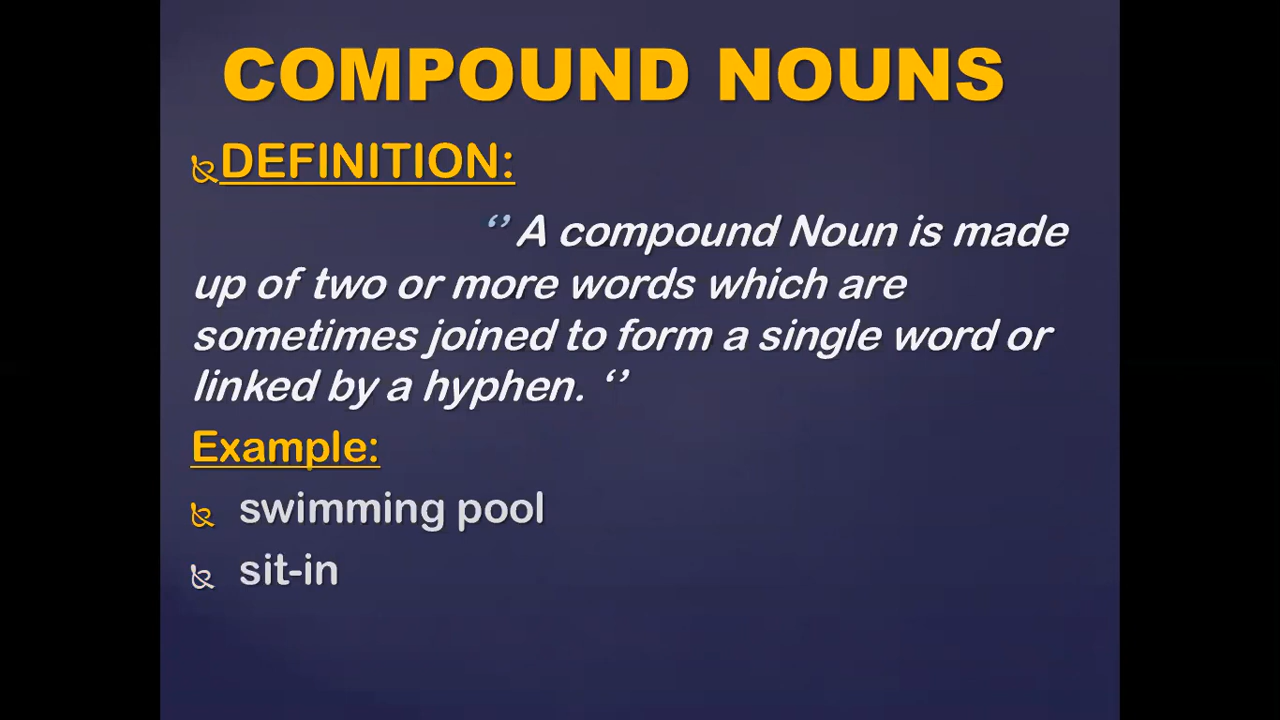 COMPOUND NOUNS
DEFINITION:
‘’ A compound Noun is made
up of two or more words which are
sometimes joined to form a single word or
linked by a hyphen. ‘’
Example:
swimming pool
sit-in